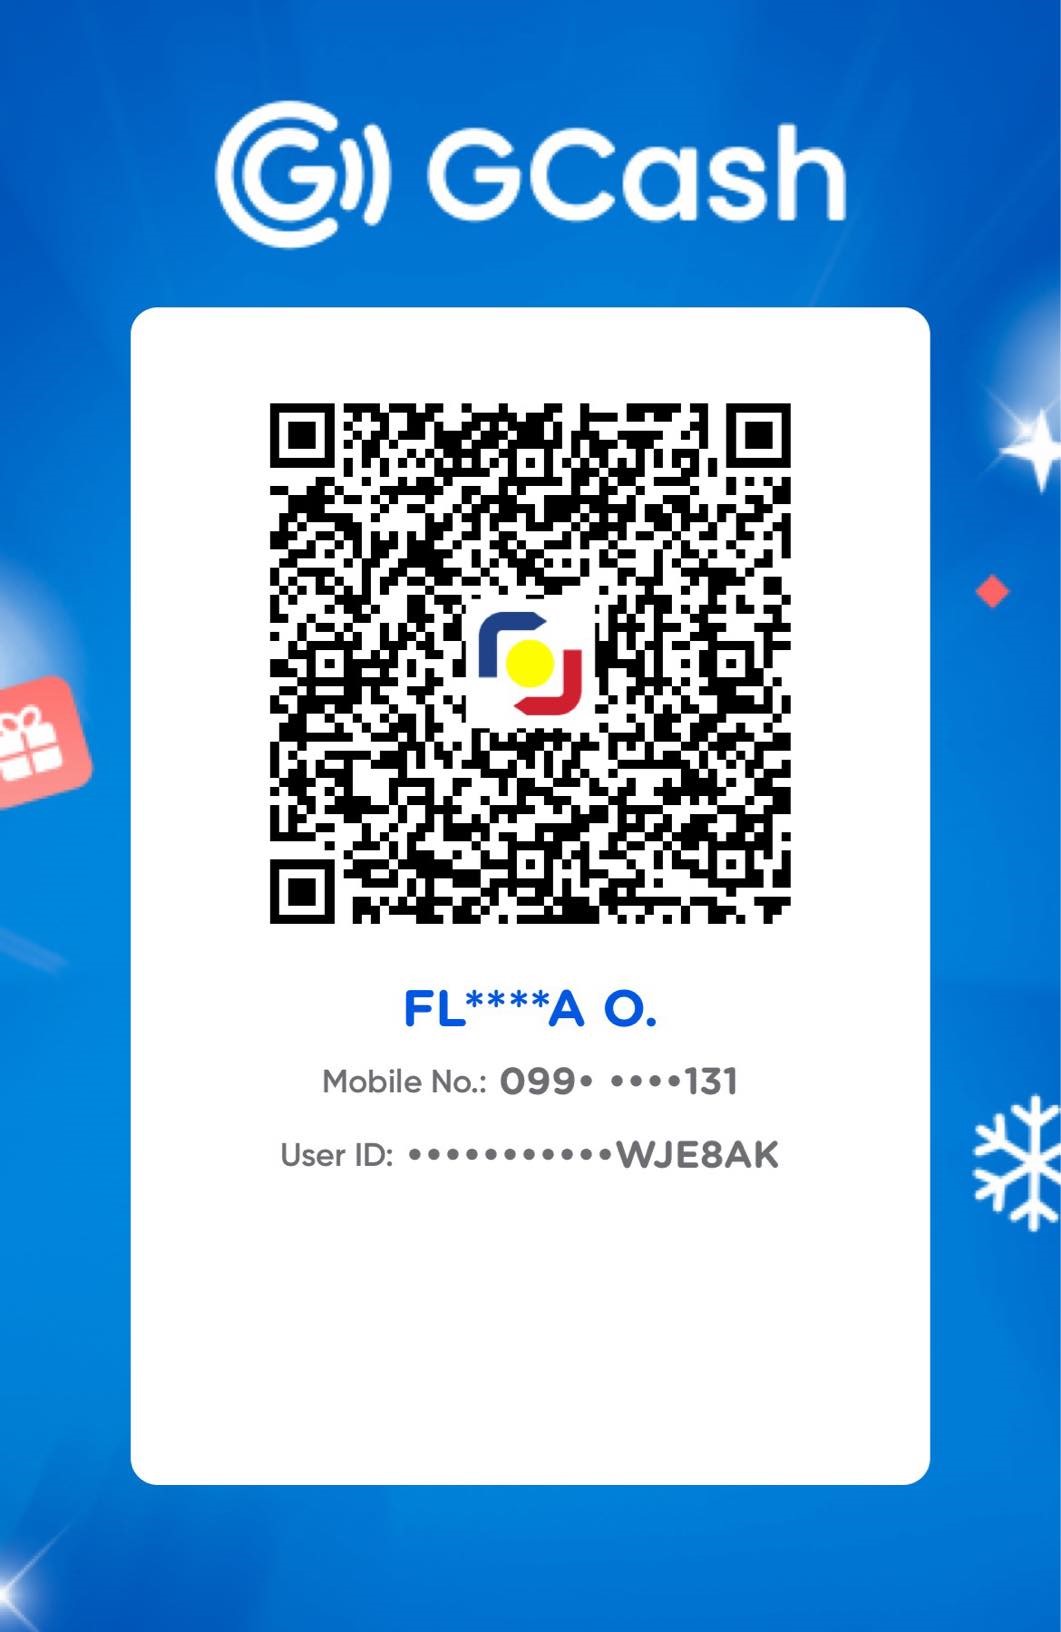 GCash
FL****A O.
Mobile No.: 099• ••••131
User ID: •••••••••••WJE8AK